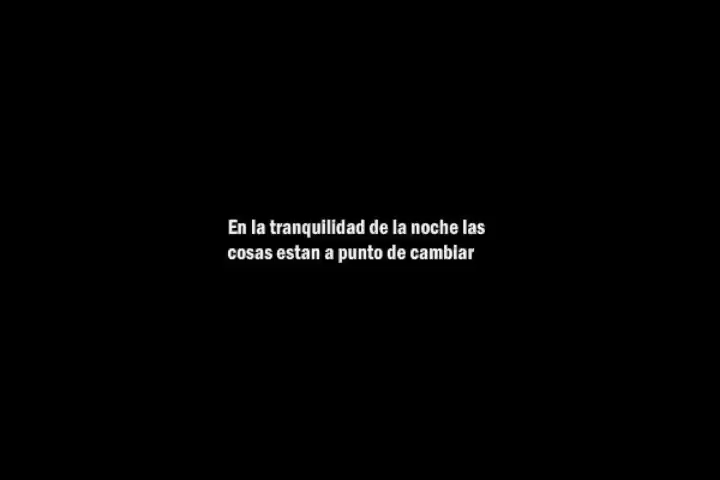 En la tranquilidad de la noche las
cosas estan a punto de cambiar